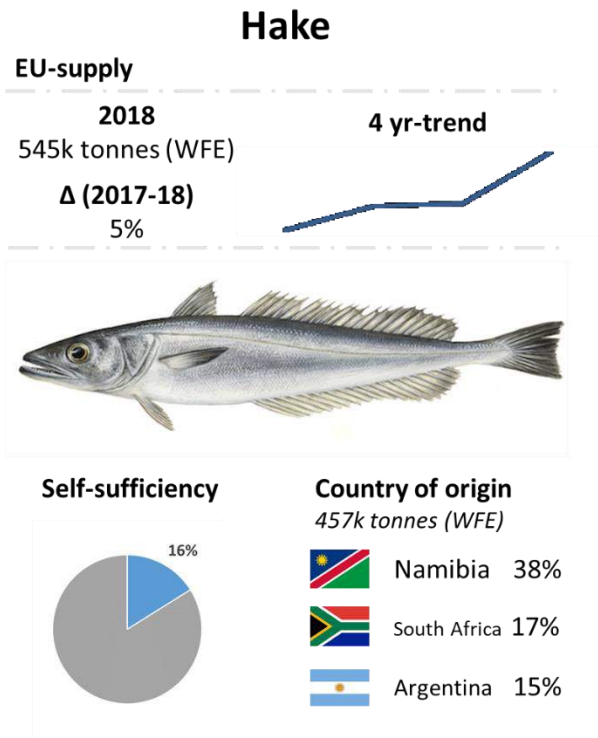 Hake
EU-supply
2018
545k tonnes (WFE)
Δ (2017-18)
5%
4 yr-trend
Self-sufficiency
16%
Country of origin
457k tonnes (WFE)
Namibia 38%
South Africa 17%
Argentina 15%